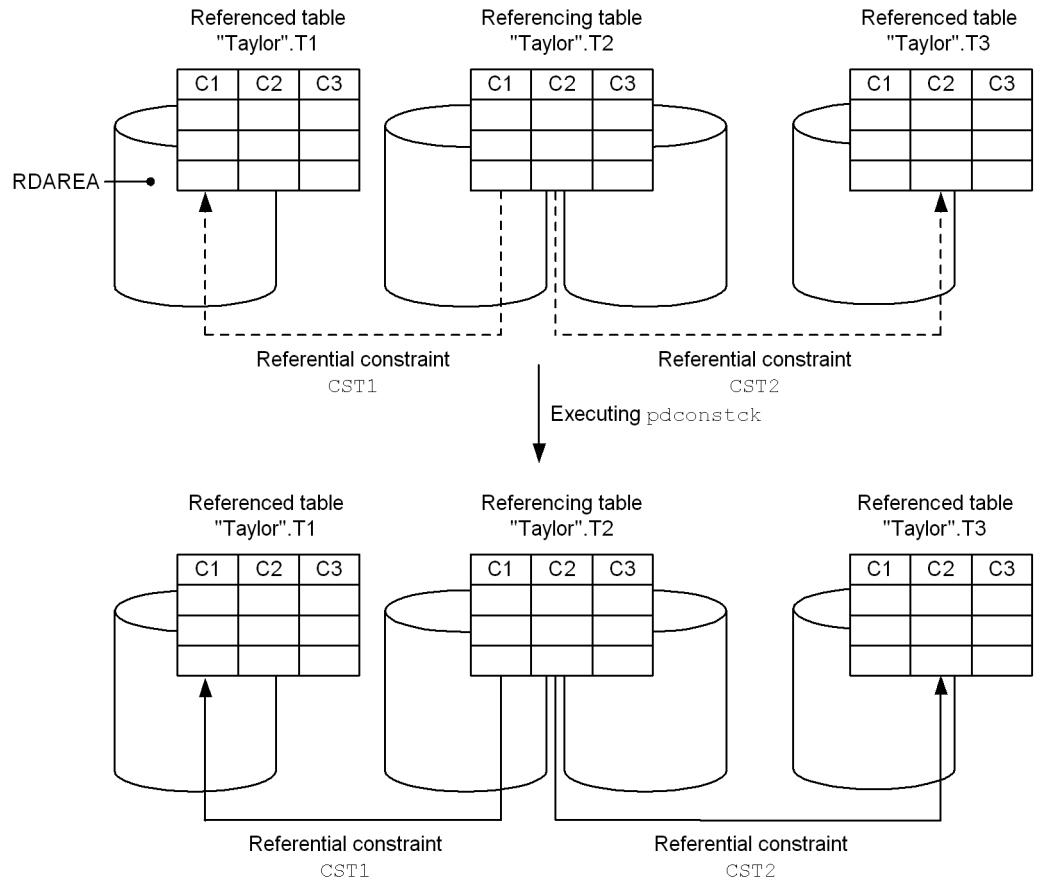 Referenced table
"Taylor".T1
Referencing table
"Taylor".T2
Referenced table
"Taylor".T3
C1 C2 C3
C1 C2 C3
C1 C2 C3
RDAREA
Referential constraint
CST1
Referential constraint
CST2
Executing pdconstck
Referenced table
"Taylor".T1
Referencing table
"Taylor".T2
Referenced table
"Taylor".T3
C1 C2 C3
C1 C2 C3
C1 C2 C3
Referential constraint
CST1
Referential constraint
CST2